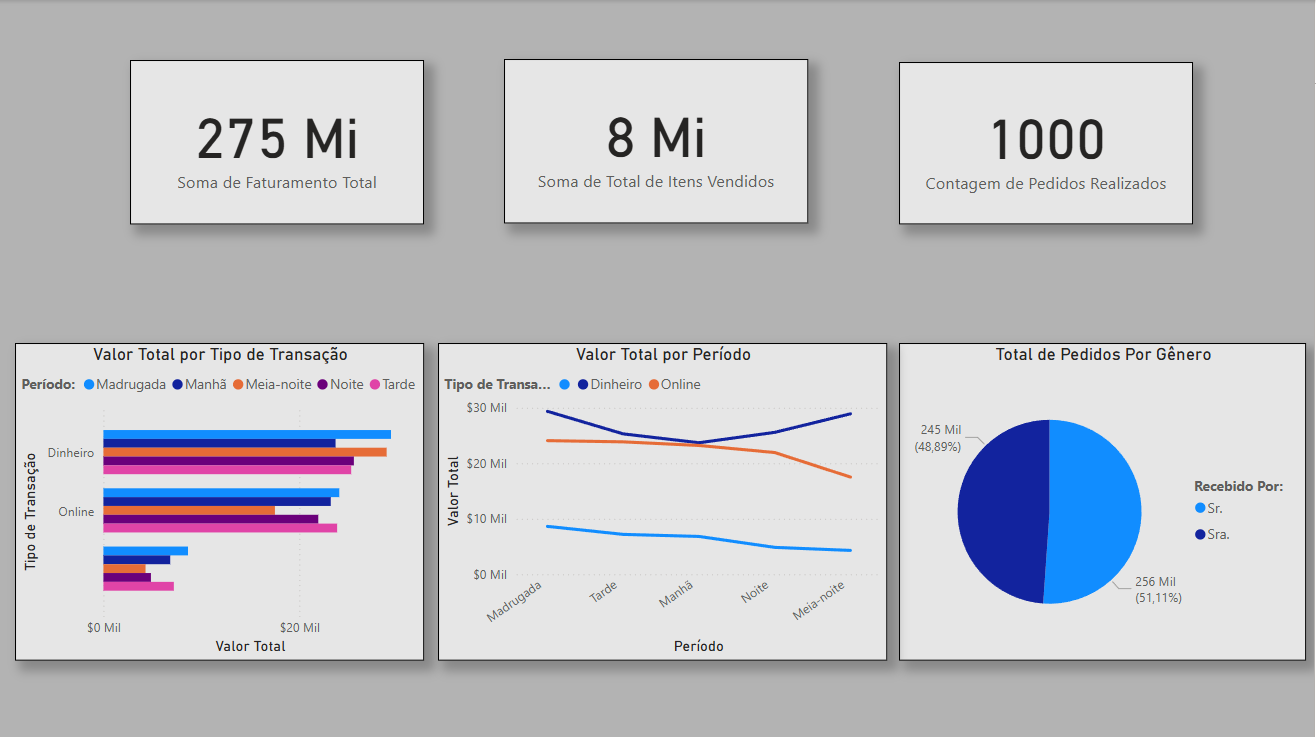 275 Mi
Soma de Faturamento Total
8 Mi
Soma de Total de Itens Vendidos
1000
Contagem de Pedidos Realizados
Valor Total por Tipo de Transação
Período: Madrugada Manhã Meia-noite Noite Tarde
Tipo de Transação
Dinheiro
Online
$0 Mil $20 Mil
Valor Total
Valor Total por Período
Tipo de Transa... Dinheiro Online
Valor Total
$30 Mil
$20 Mil
$10 Mil
$0 Mil
Madrugada Tarde Manhã Noite Meia-noite
Período
Total de Pedidos Por Gênero
245 Mil
(48,89%)
256 Mil
(51,11%)
Recebido Por:
Sr.
Sra.